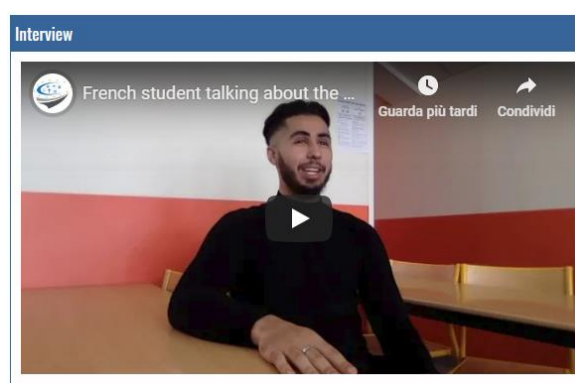 Interview
French student talking about the ...
Guarda più tardi
Condividi